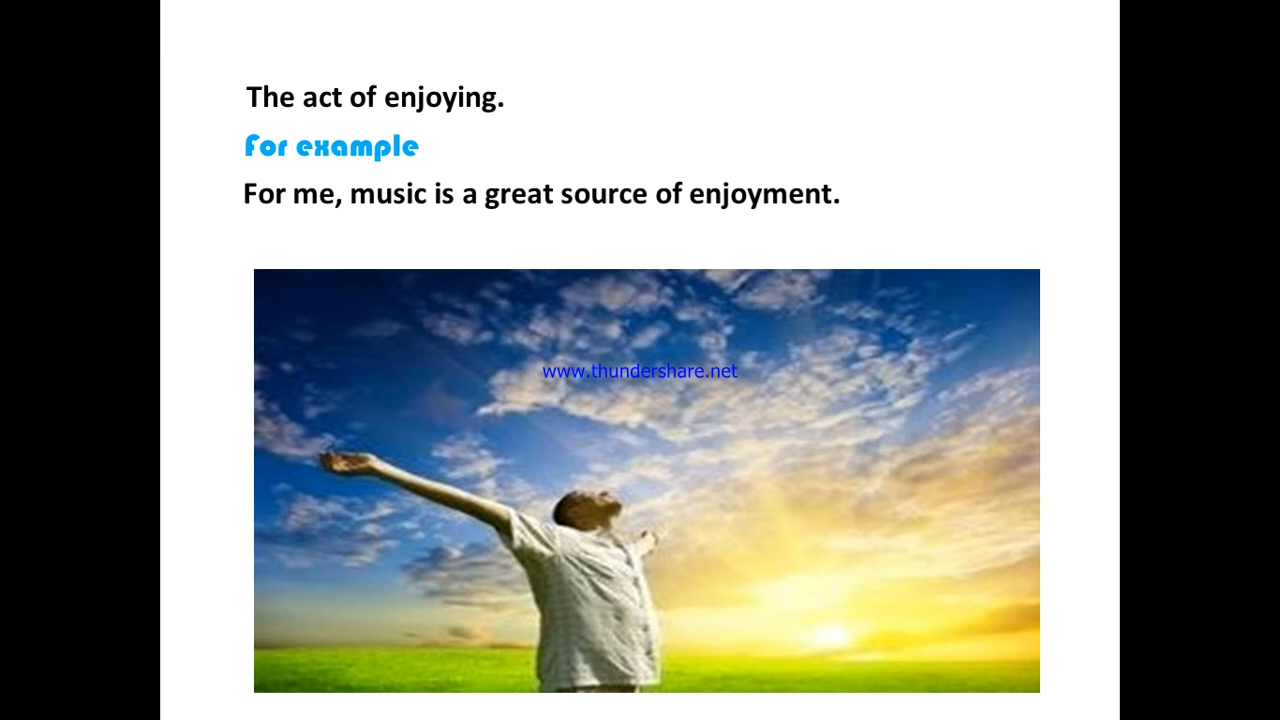 The act of enjoying.
For example
For me, music is a great source of enjoyment.
www.thundershare.net